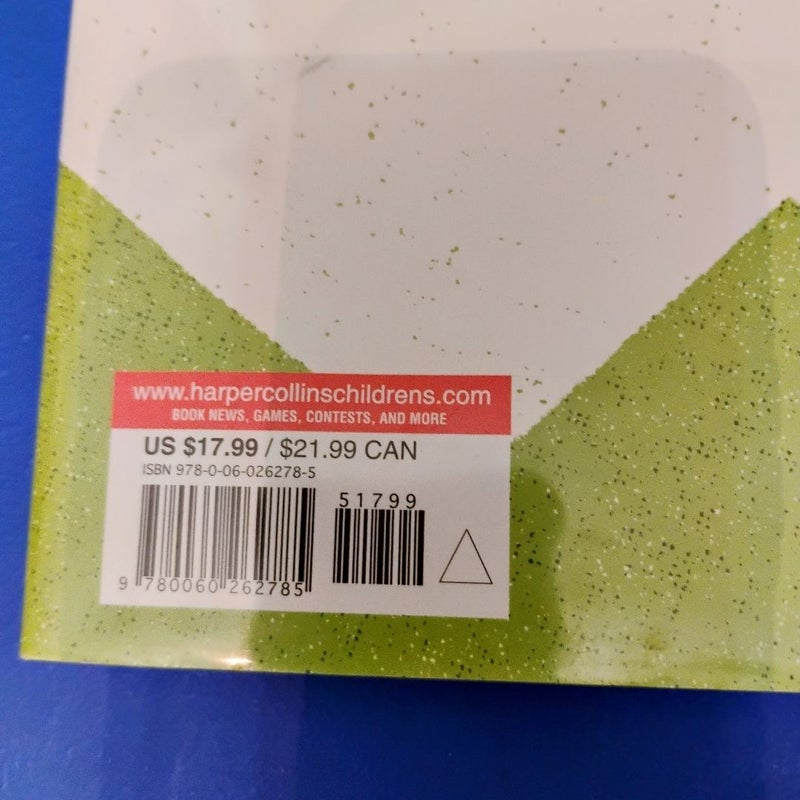 www.harpercollinschildrens.com
BOOK NEWS, GAMES, CONTESTS, AND MORE
US $17.99 / $21.99 CAN
ISBN 978-0-06-026278-5
51799
9 780060 262785